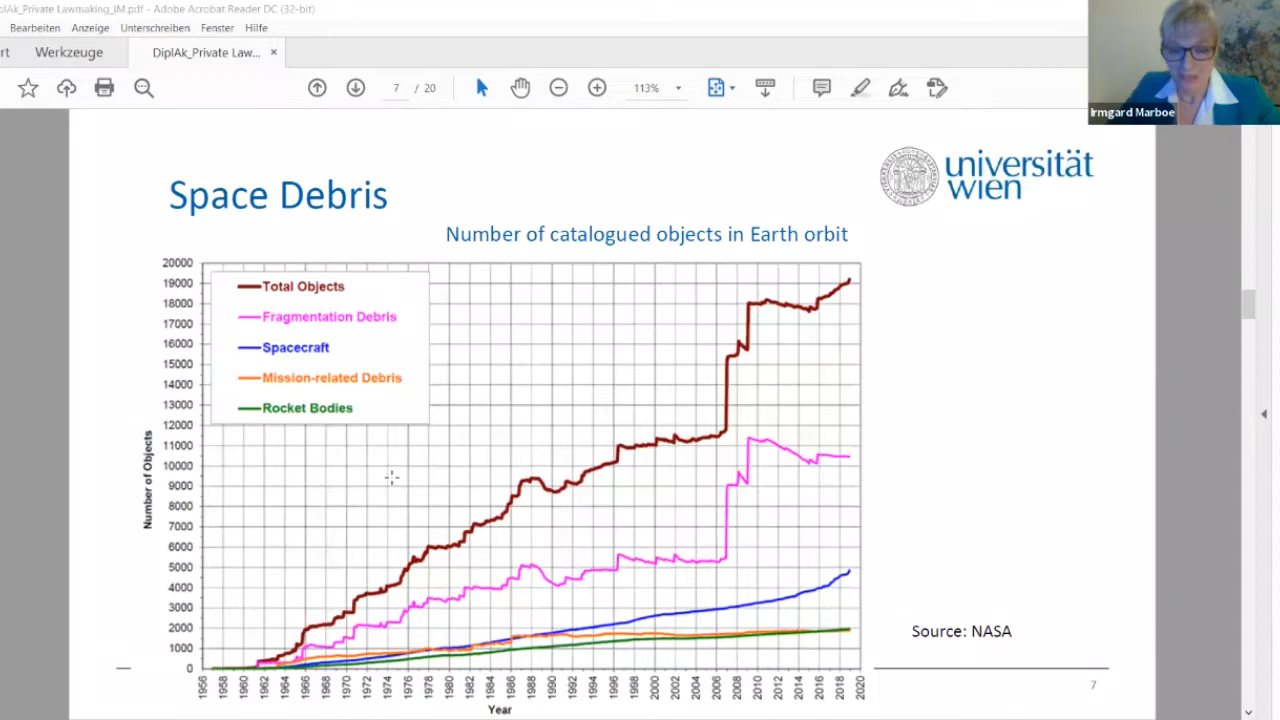 plAk_Private Lawmaking_IM.pdf - Adobe Acrobat Reader DC (32-bit)
Bearbeiten Anzeige Unterschreiben Fenster Hilfe
rt Werkzeuge DiplAk_Private Law... ×
7 / 20 113%
Irmgard Marboe
universität
wien
Space Debris
Number of catalogued objects in Earth orbit
20000
19000
18000
17000
16000
15000
14000
13000
12000
11000
10000
9000
8000
7000
6000
5000
4000
3000
2000
1000
0
Number of Objects
Total Objects
Fragmentation Debris
Spacecraft
Mission-related Debris
Rocket Bodies
1956 1958 1960 1962 1964 1966 1968 1970 1972 1974 1976 1978 1980 1982 1984 1986 1988 1990 1992 1994 1996 1998 2000 2002 2004 2006 2008 2010 2012 2014 2016 2018 2020
Year
Source: NASA
7